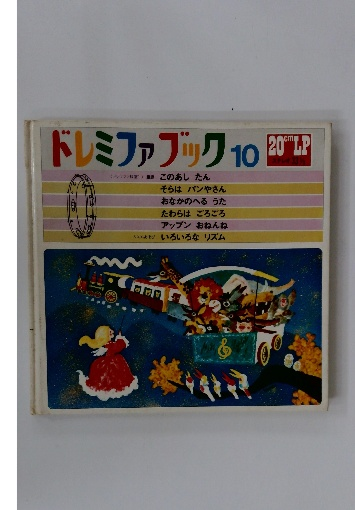 ドレミファブック10
20cmLP
このあし たん
そらは パンやさん
おなかのへる うた
たわらは ごろごろ
アップン おねんね
いろいろな リズム